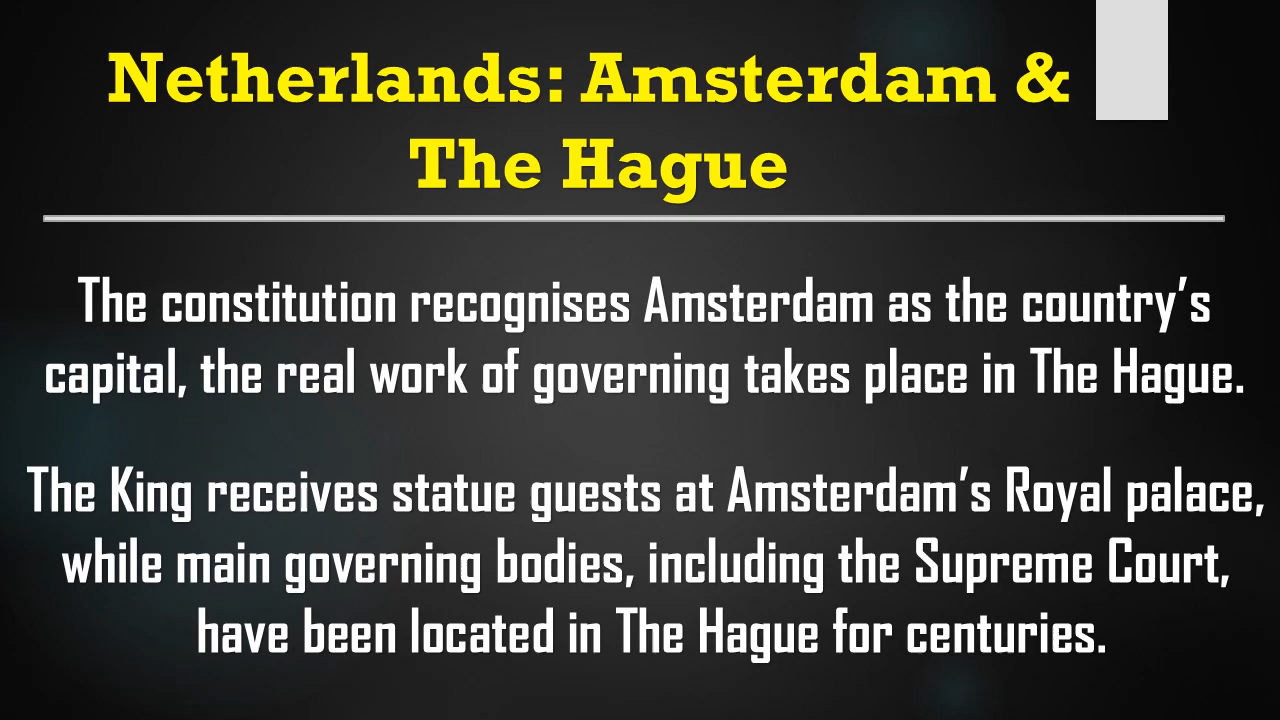 Netherlands: Amsterdam &
The Hague
The constitution recognises Amsterdam as the country’s
capital, the real work of governing takes place in The Hague.
The King receives statue guests at Amsterdam’s Royal palace,
while main governing bodies, including the Supreme Court,
have been located in The Hague for centuries.